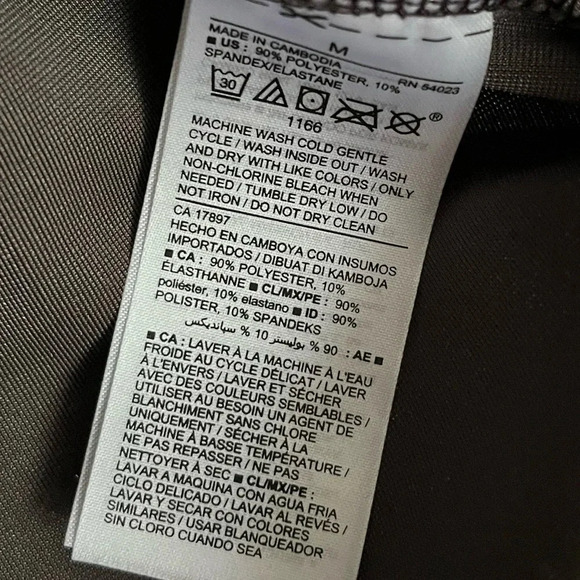 M
MADE IN CAMBODIA
■ US : 90% POLYESTER, 10%
SPANDEX/ELASTANE
RN 54023
30
®
1166
MACHINE WASH COLD GENTLE
CYCLE / WASH INSIDE OUT / WASH
AND DRY WITH LIKE COLORS / ONLY
NON-CHLORINE BLEACH WHEN
NEEDED / TUMBLE DRY LOW / DO
NOT IRON / DO NOT DRY CLEAN
CA 17897
HECHO EN CAMBOYA CON INSUMOS
IMPORTADOS / DIBUAT DI KAMBOJA
■ CA : 90% POLYESTER, 10%
ÉLASTHANNE ■ CL/MX/PE : 90%
poliéster, 10% elastano ■ ID : 90%
POLISTER, 10% SPANDEKS
■ AE : 90 % بوليستر 10 % سبانديكس
■ CA : LAVER À LA MACHINE À L'EAU
FROIDE AU CYCLE DÉLICAT / LAVER
À L'ENVERS / LAVER ET SÉCHER
AVEC DES COULEURS SEMBLABLES /
UTILISER AU BESOIN UN AGENT DE
BLANCHIMENT SANS CHLORE
UNIQUEMENT / SÉCHER À LA
MACHINE À BASSE TEMPÉRATURE /
NE PAS REPASSER / NE PAS
NETTOYER À SEC ■ CL/MX/PE :
LAVAR A MAQUINA CON AGUA FRIA
CICLO DELICADO / LAVAR AL REVÉS /
LAVAR Y SECAR CON COLORES
SIMILARES / USAR BLANQUEADOR
SIN CLORO CUANDO SEA